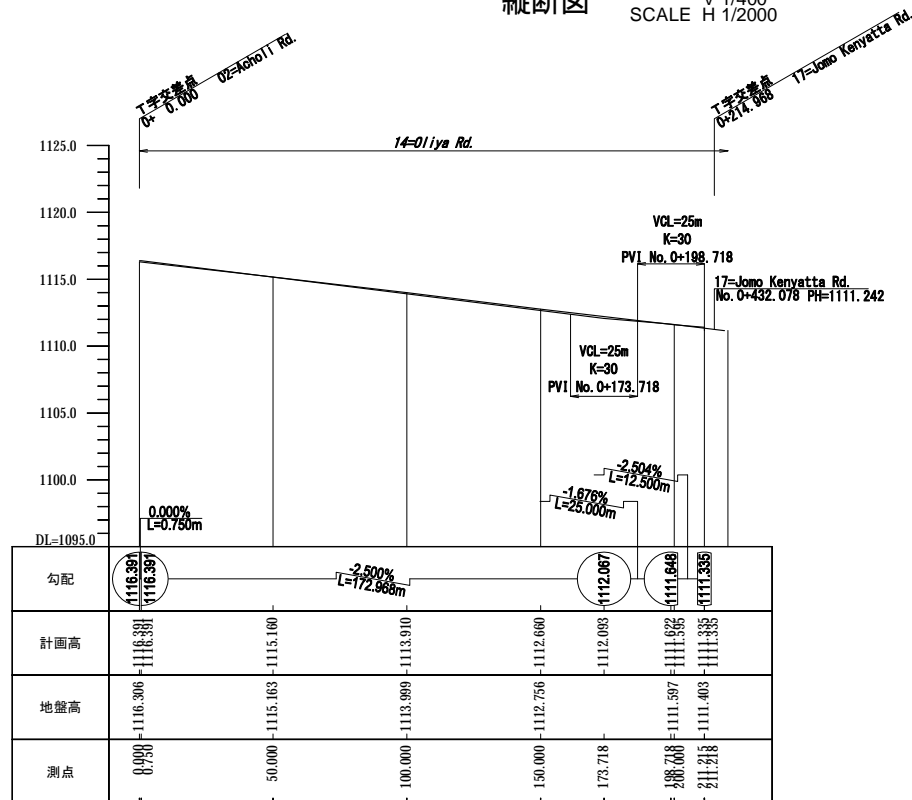 縦断図
V 1/400
SCALE H 1/2000
T字交差点 02=Acholi Rd.
0+ 0.000
T字交差点 17=Jomo Kenyatta Rd.
0+214.968
14=Oliya Rd.
1125.0
1120.0
1115.0
1110.0
1105.0
1100.0
DL=1095.0
VCL=25m
K=30
PVI No.0+198.718
17=Jomo Kenyatta Rd.
No.0+432.078 PH=1111.242
VCL=25m
K=30
PVI No.0+173.718
-2.504%
L=12.500m
-1.676%
L=25.000m
0.000%
L=0.750m
勾配
1116.391
1116.391
-2.500%
L=172.968m
1112.067
1111.648
1111.335
計画高
1116.391
1116.391
1115.160
1113.910
1112.660
1112.093
1111.622
1111.595
1111.335
1111.335
地盤高
1116.306
1115.163
1113.999
1112.756
1111.597
1111.403
測点
0.000
0.750
50.000
100.000
150.000
173.718
198.718
200.000
211.215
211.218